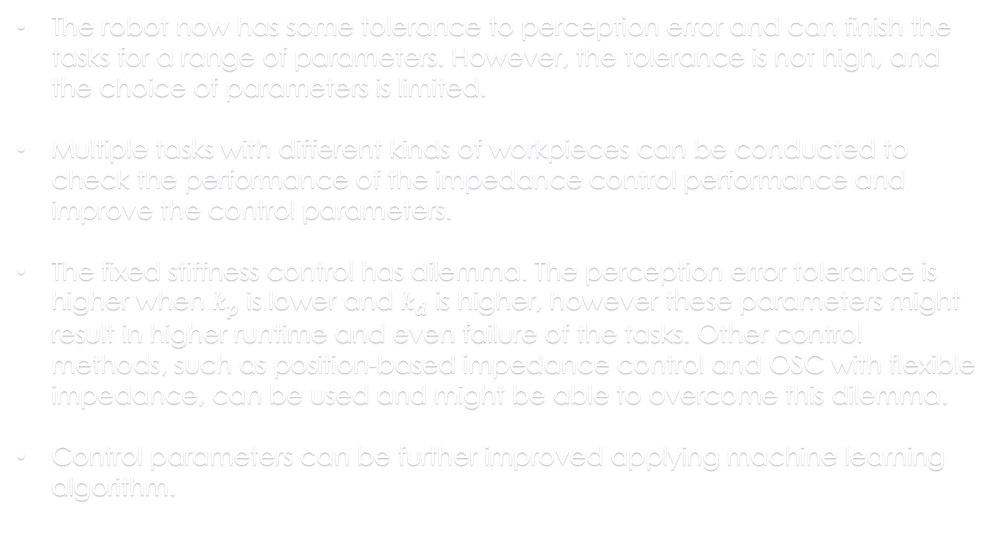 • The robot now has some tolerance to perception error and can finish the
tasks for a range of parameters. However, the tolerance is not high, and
the choice of parameters is limited.
• Multiple tasks with different kinds of workpieces can be conducted to
check the performance of the impedance control performance and
improve the control parameters.
• The fixed stiffness control has dilemma. The perception error tolerance is
higher when k_p is lower and k_d is higher, however these parameters might
result in higher runtime and even failure of the tasks. Other control
methods, such as position-based impedance control and OSC with flexible
impedance, can be used and might be able to overcome this dilemma.
• Control parameters can be further improved applying machine learning
algorithm.